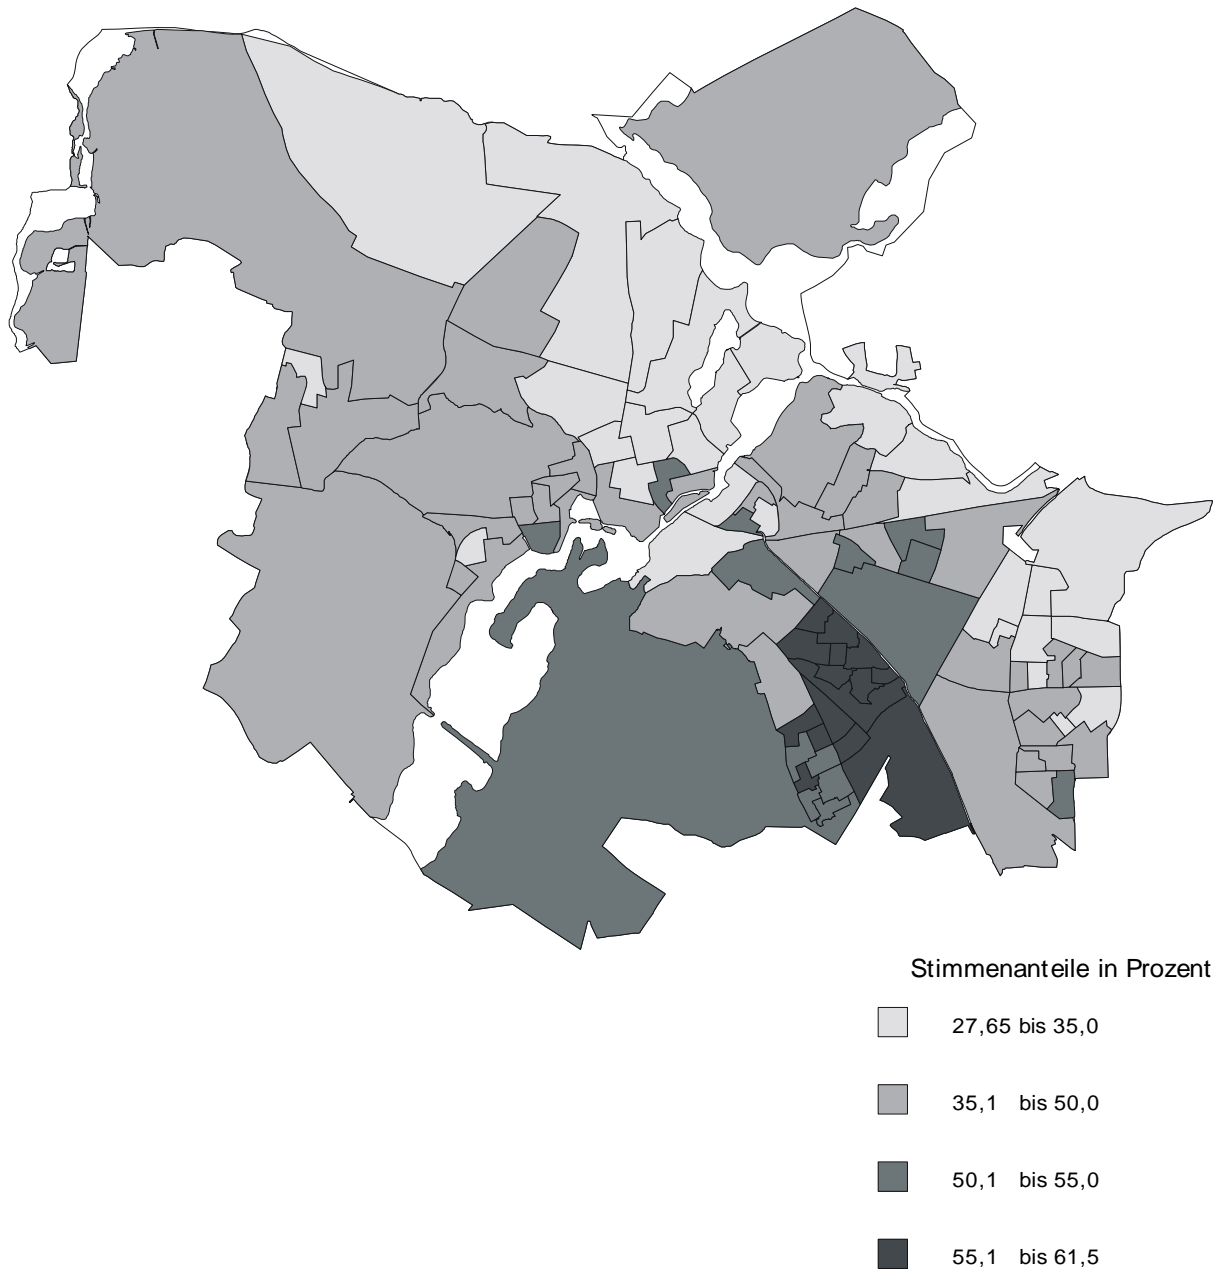 Stimmenanteile in Prozent
27,65 bis 35,0
35,1 bis 50,0
50,1 bis 55,0
55,1 bis 61,5